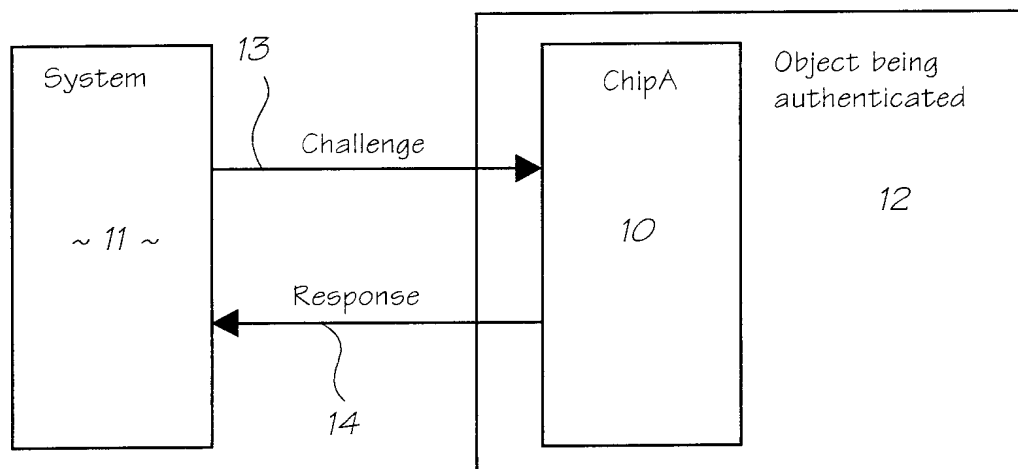 System
13
ChipA
Object being
authenticated
Challenge
~ 11 ~
10
12
Response
14